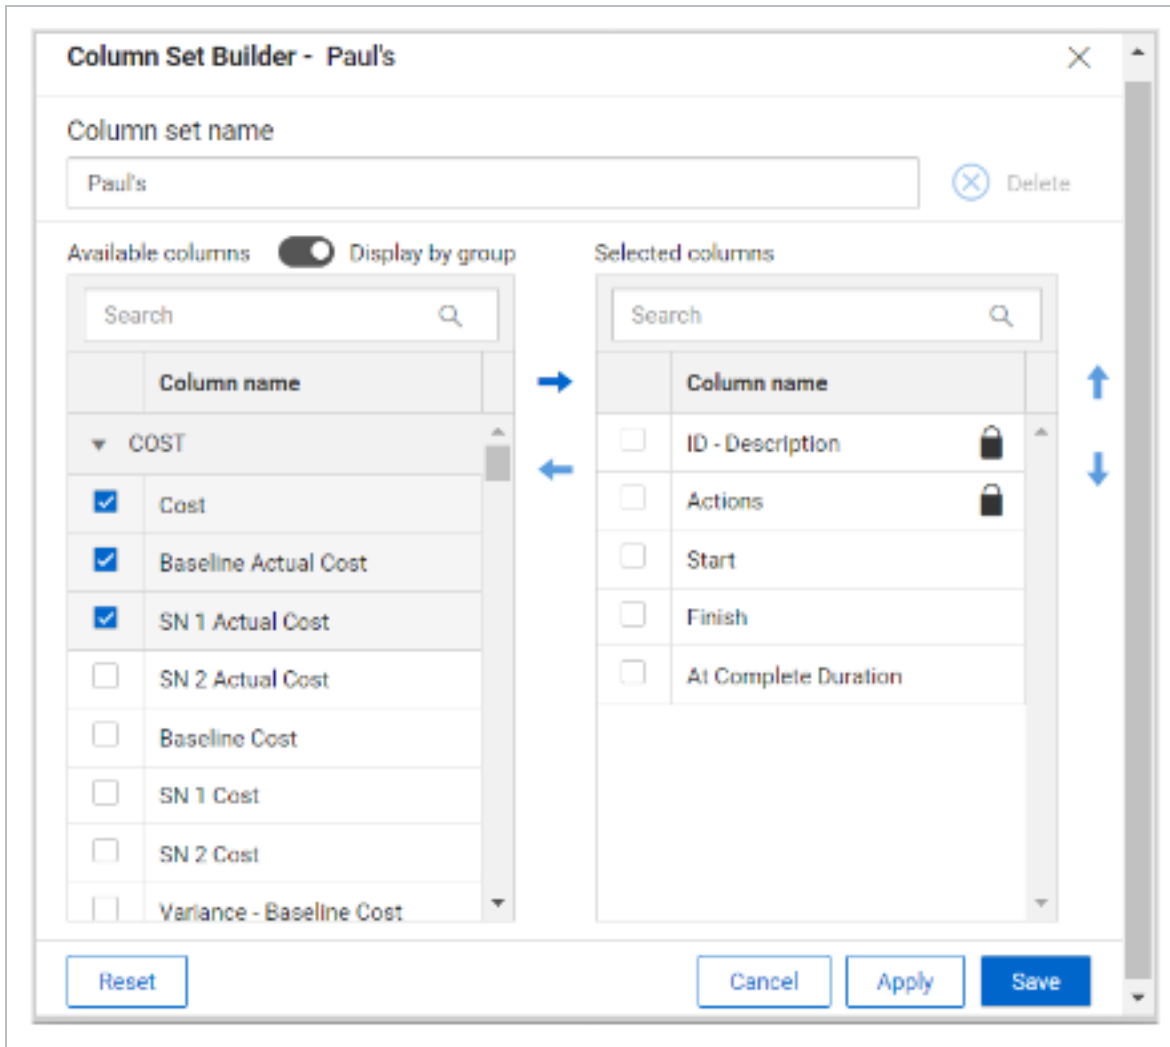 Column Set Builder - Paul's
Column set name
Paul's
Delete
Available columns
Display by group
Selected columns
Search
Search
Column name
Column name
COST
Cost
Baseline Actual Cost
SN 1 Actual Cost
SN 2 Actual Cost
Baseline Cost
SN 1 Cost
SN 2 Cost
Variance - Baseline Cost
ID - Description
Actions
Start
Finish
At Complete Duration
Reset
Cancel
Apply
Save